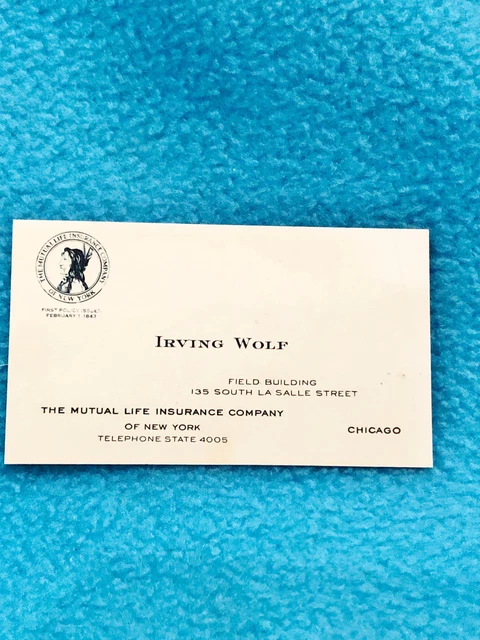 THE MUTUAL LIFE INSURANCE COMPANY
OF NEW YORK
FIRST POLICY ISSUED
FEBRUARY 1, 1843
IRVING WOLF
FIELD BUILDING
135 SOUTH LA SALLE STREET
THE MUTUAL LIFE INSURANCE COMPANY
OF NEW YORK
CHICAGO
TELEPHONE STATE 4005